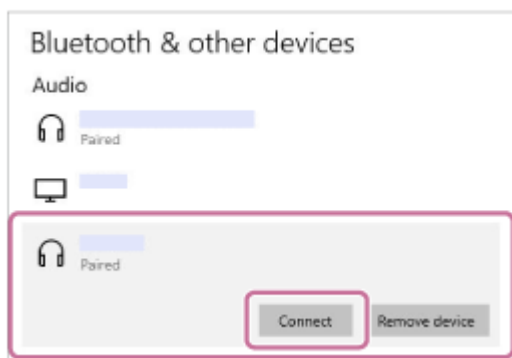 Bluetooth & other devices
Audio
Paired
Paired
Connect Remove device